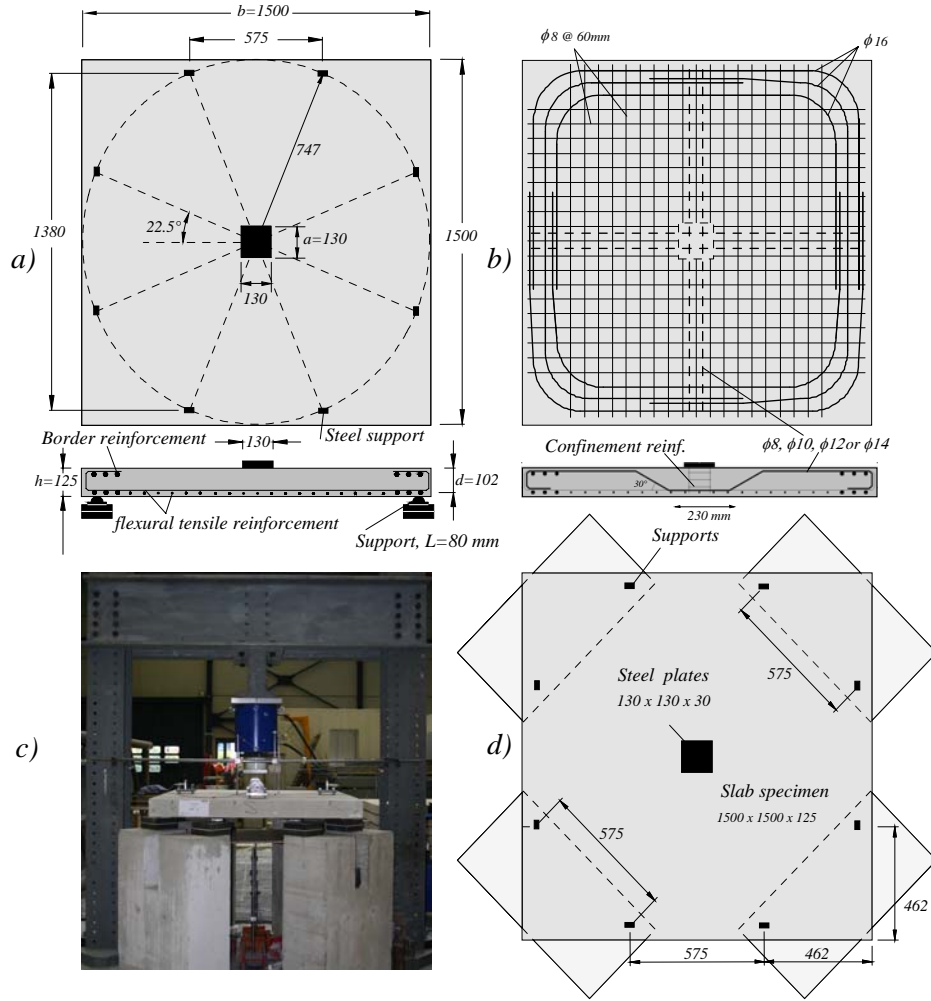 b=1500
575
747
1380
22.5°
a=130
130
1500
a)
130
Steel support
Border reinforcement
h=125
d=102
flexural tensile reinforcement
Support, L=80 mm
ϕ8 @ 60mm
ϕ16
b)
Confinement reinf.
ϕ8, ϕ10, ϕ12or ϕ14
30°
230 mm
c)
Supports
575
Steel plates
130 x 130 x 30
d)
Slab specimen
1500 x 1500 x 125
575
462
575
462